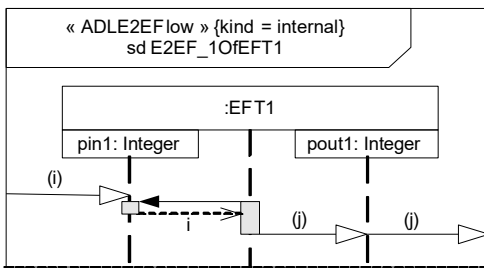 « ADLE2EFlow » {kind = internal}
sd E2EF_1OfEFT1
:EFT1
pin1: Integer pout1: Integer
(i)
i (j) (j)